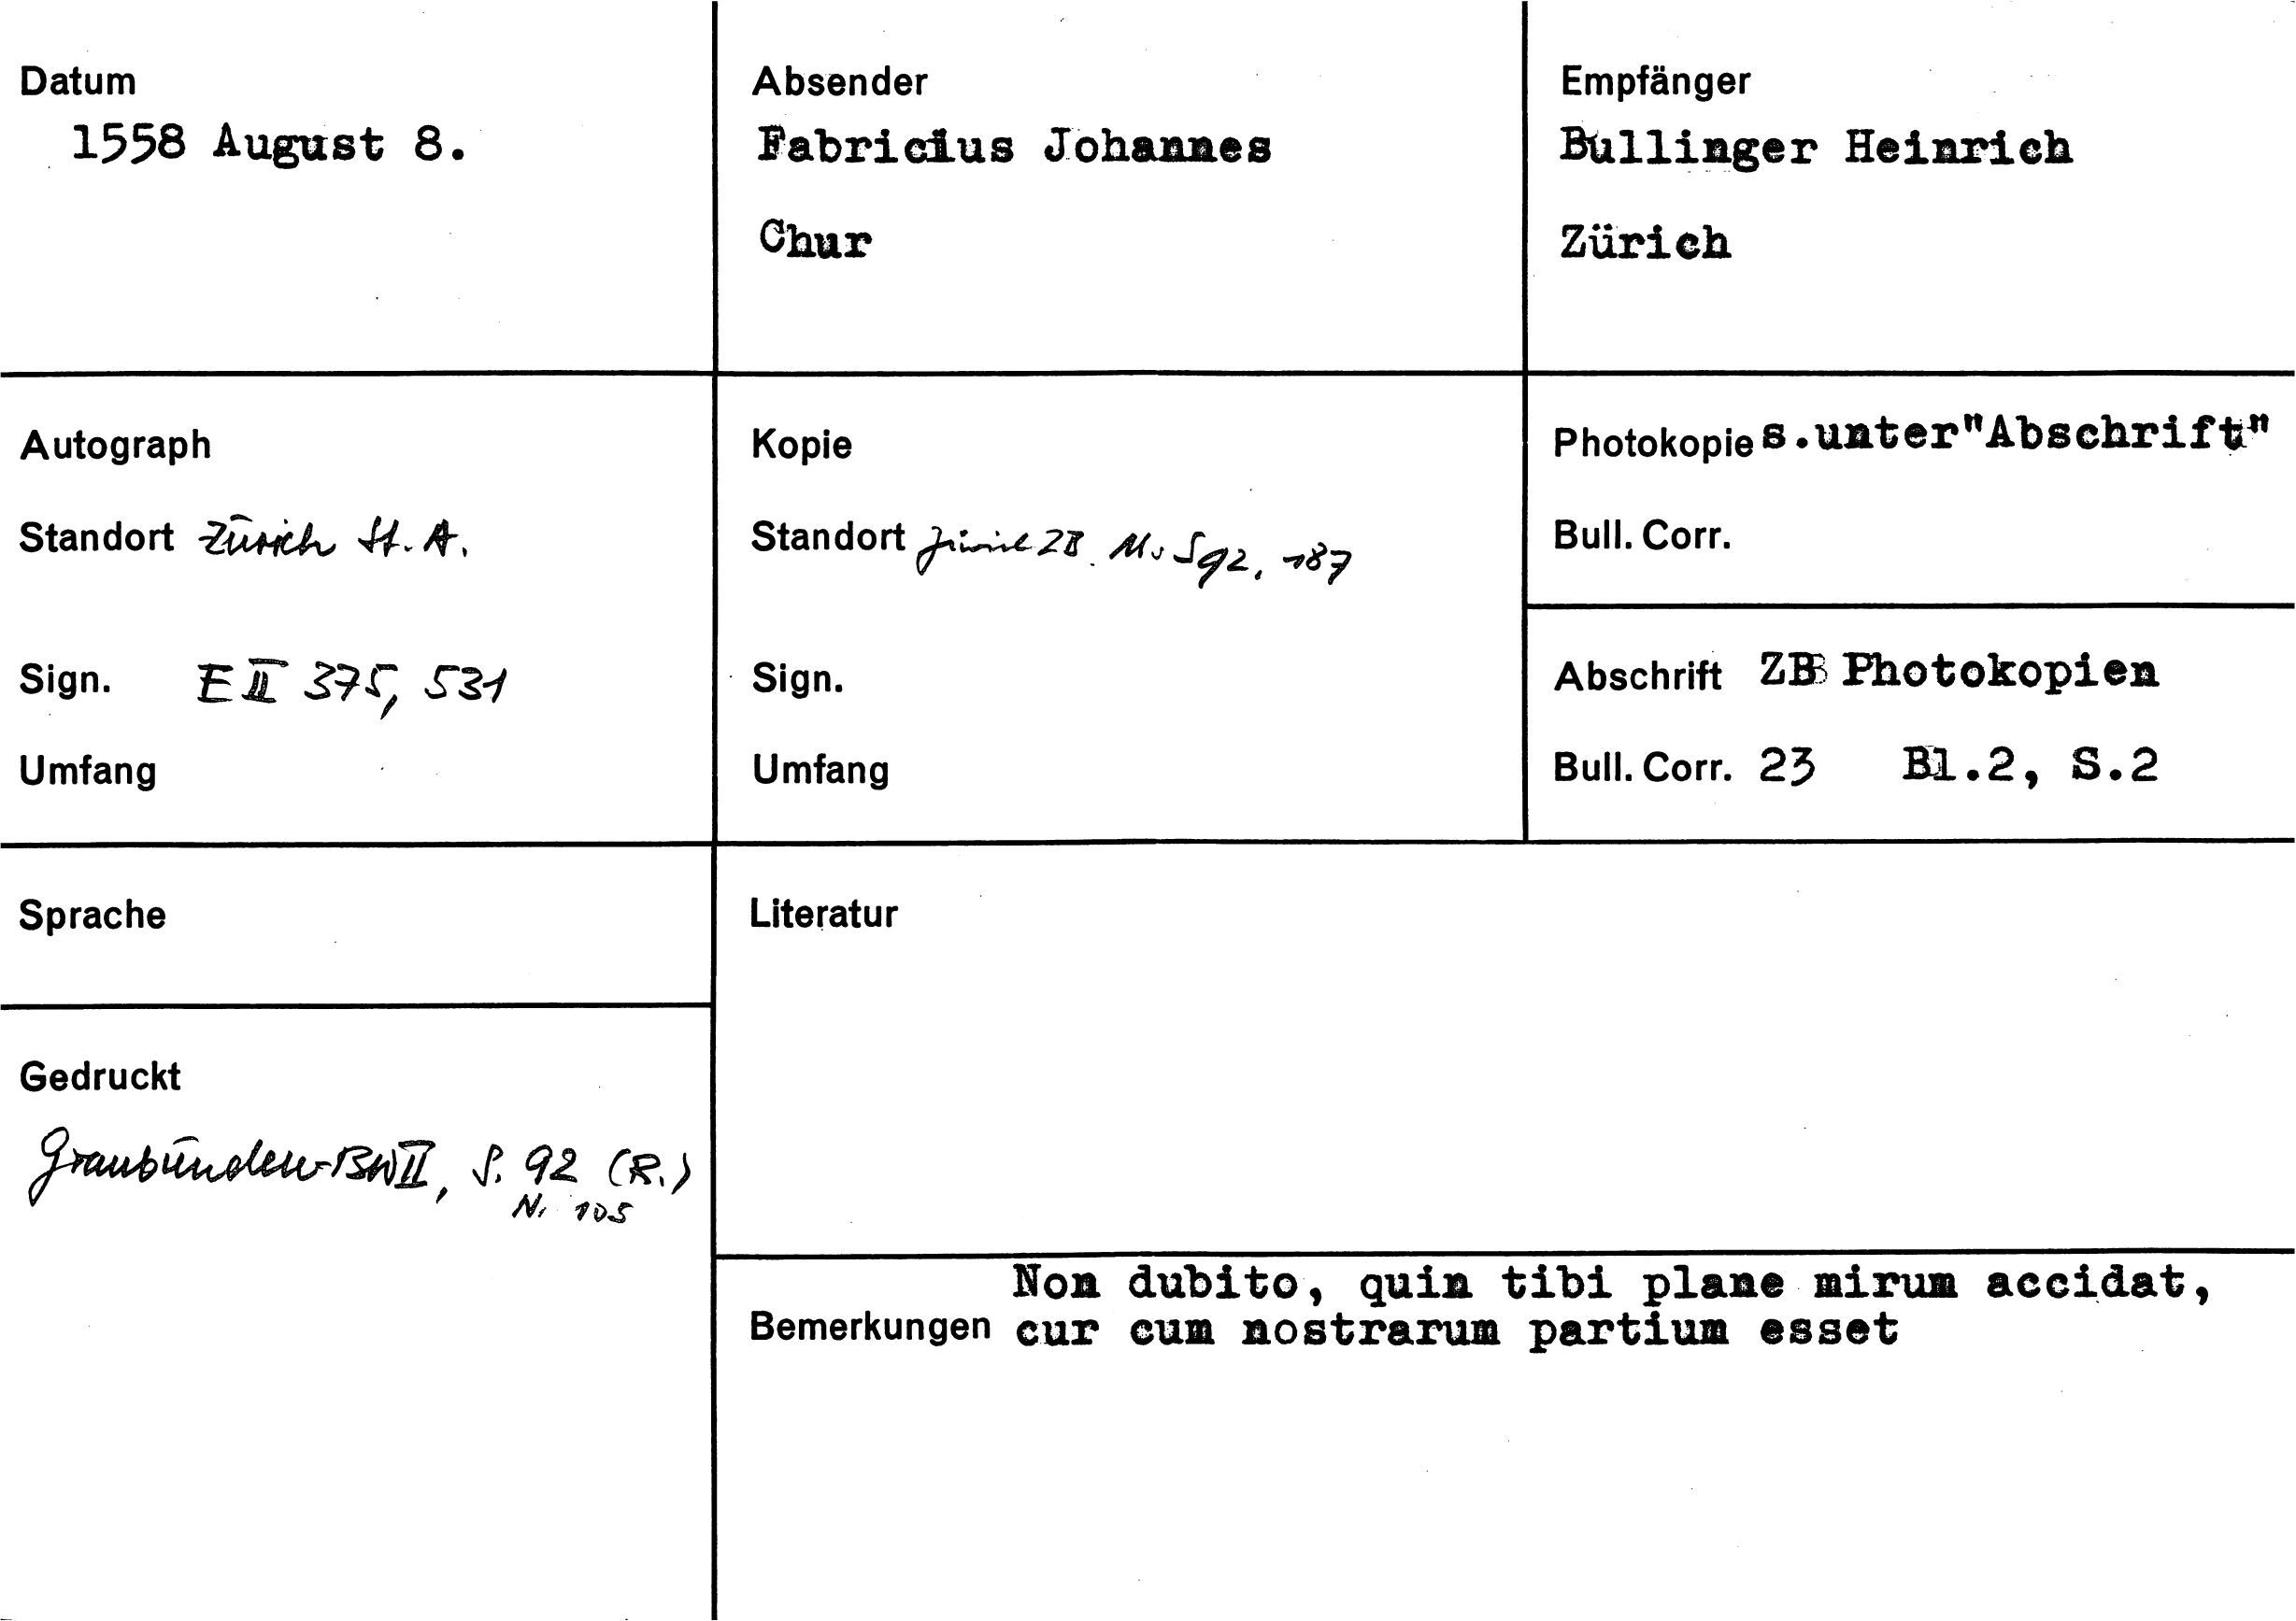 Datum
1558 August 8.
Absender
Fabricius Johannes
Chur
Empfänger
Bullinger Heinrich
Zürich
Autograph
Standort Zürich St. A.
Sign. E II 375, 531
Umfang
Kopie
Standort Zürich ZB. Ms S 92, 187
Sign.
Umfang
Photokopie s.unter"Abschrift"
Bull. Corr.
Abschrift ZB Photokopien
Bull. Corr. 23 Bl.2, S.2
Sprache
Literatur
Gedruckt
Graubünden-BW II, S. 92 (R.)
N. 105
Non dubito, quin tibi plane mirum accidat,
Bemerkungen cur cum nostrarum partium esset